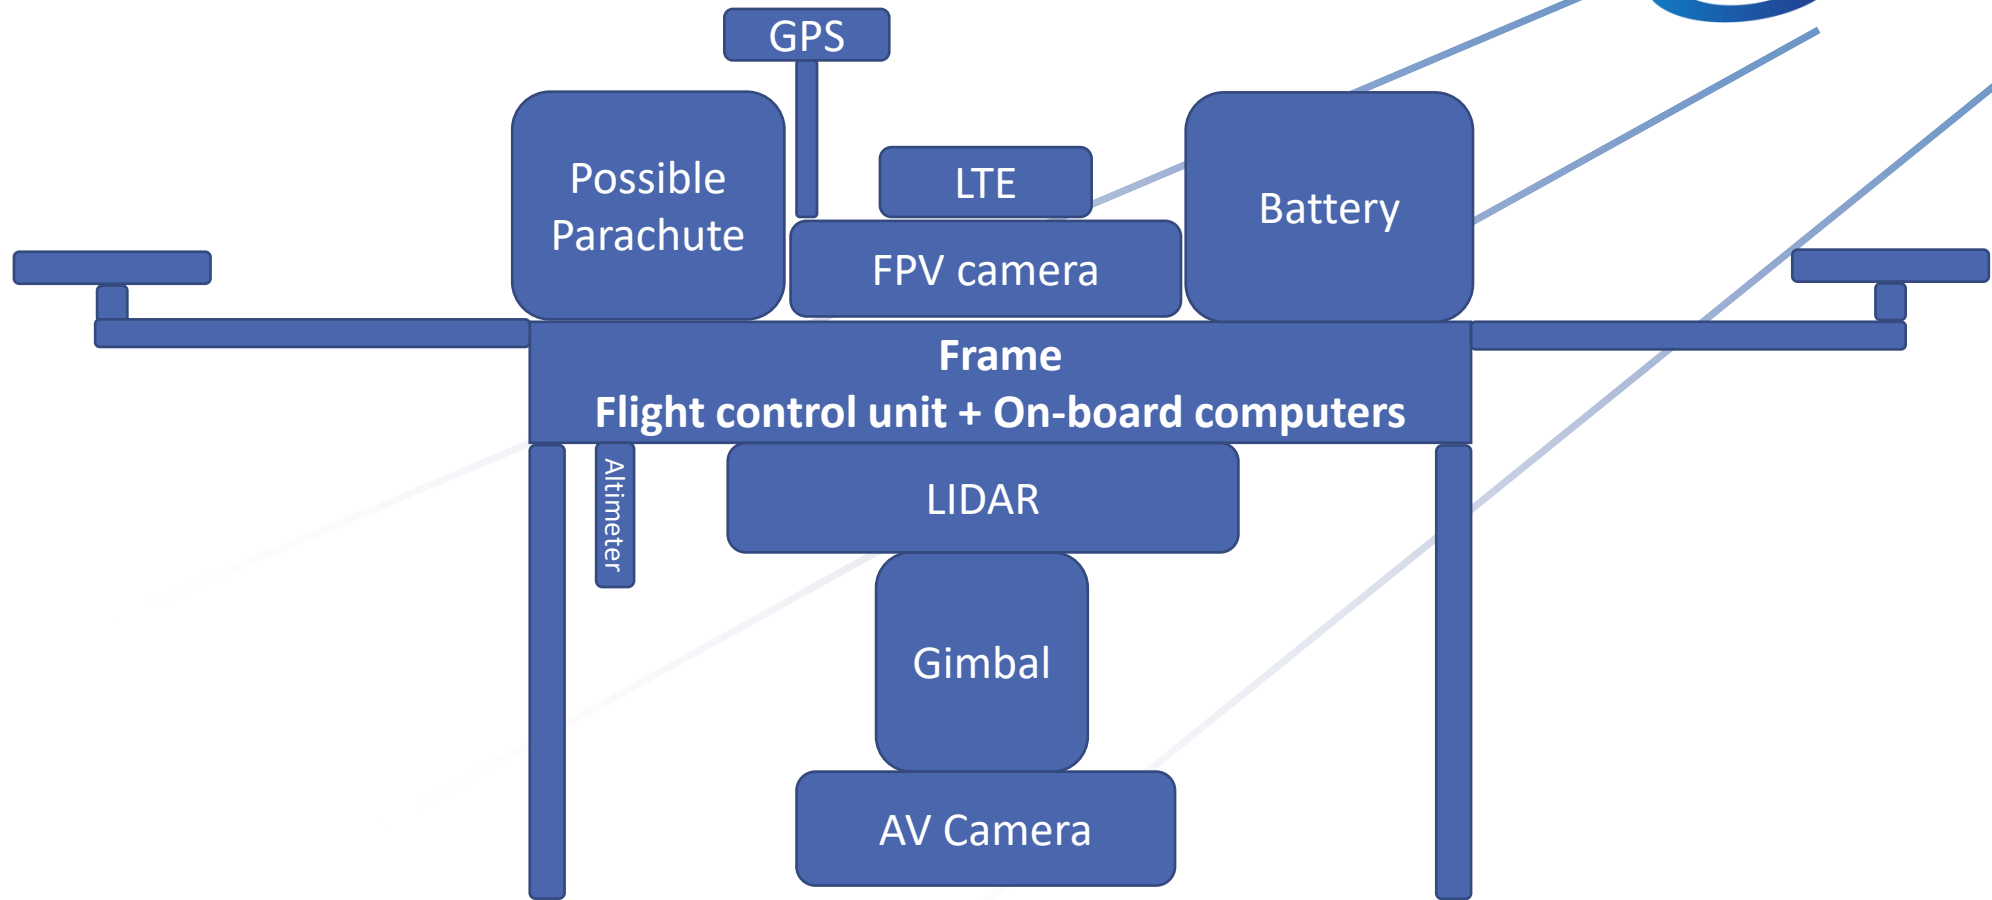 GPS
Possible
Parachute
LTE
Battery
FPV camera
Frame
Flight control unit + On-board computers
Altimeter
LIDAR
Gimbal
AV Camera